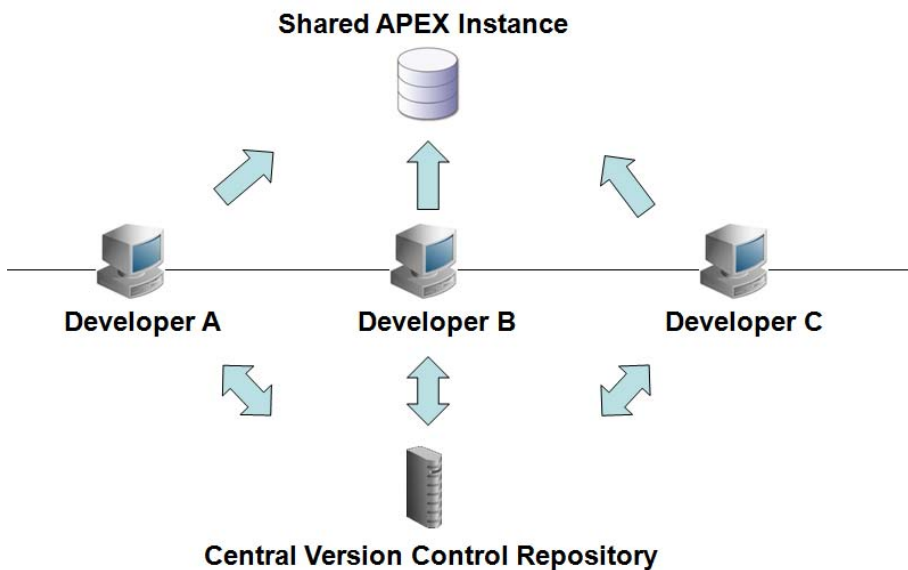 Shared APEX Instance
Developer A
Developer B
Developer C
Central Version Control Repository